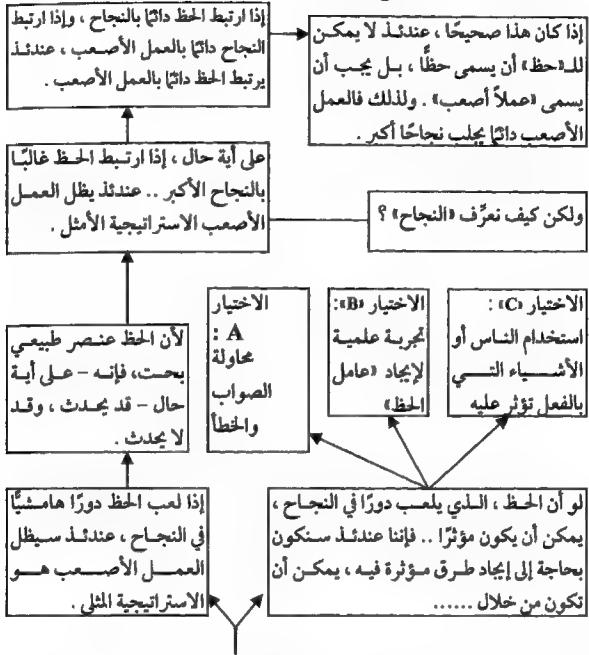 إذا كان هذا صحيحًا ، عندئذ لا يمكن
للـ«حظ» أن يسمى حظًّا ، بل يجب أن
يسمى «عملاً أصعب» . ولذلك فالعمل
الأصعب دائمًا يجلب نجاحًا أكبر .
إذا ارتبط الحظ دائمًا بالنجاح ، وإذا ارتبط
النجاح دائمًا بالعمل الأصعب ، عندئذ
يرتبط الحظ دائمًا بالعمل الأصعب .
على أية حال ، إذا ارتبط الحظ غالبًا
بالنجاح الأكبر .. عندئذ يظل العمل
الأصعب الاستراتيجية الأمثل .
ولكن كيف نعرِّف «النجاح» ؟
الاختيار «C» :
استخدام الناس أو
الأشياء التي
بالفعل تؤثر عليه
الاختيار «B»:
تجربة علمية
لإيجاد «عامل
الحظ»
الاختيار
A :
محاولة
الصواب
والخطأ
لأن الحظ عنصر طبيعي
بحت، فإنه – على أية
حال – قد يحدث ، وقد
لا يحدث .
لو أن الحظ ، الذي يلعب دورًا في النجاح ،
يمكن أن يكون مؤثرًا .. فإننا عندئذ سنكون
بحاجة إلى إيجاد طرق مؤثرة فيه ، يمكن أن
تكون من خلال ......
إذا لعب الحظ دورًا هامشيًّا
في النجاح ، عندئذ سيظل
العمل الأصعب هو
الاستراتيجية المثلى .